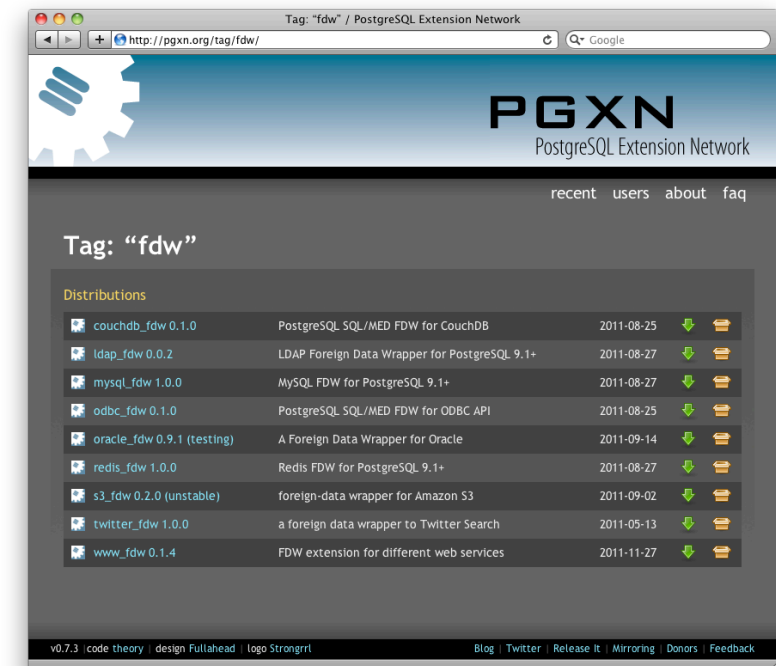 Tag: “fdw” / PostgreSQL Extension Network
http://pgxn.org/tag/fdw/
Google
PGXN
PostgreSQL Extension Network
recent users about faq
Tag: “fdw”
Distributions
couchdb_fdw 0.1.0 PostgreSQL SQL/MED FDW for CouchDB 2011-08-25
ldap_fdw 0.0.2 LDAP Foreign Data Wrapper for PostgreSQL 9.1+ 2011-08-27
mysql_fdw 1.0.0 MySQL FDW for PostgreSQL 9.1+ 2011-08-27
odbc_fdw 0.1.0 PostgreSQL SQL/MED FDW for ODBC API 2011-08-25
oracle_fdw 0.9.1 (testing) A Foreign Data Wrapper for Oracle 2011-09-14
redis_fdw 1.0.0 Redis FDW for PostgreSQL 9.1+ 2011-08-27
s3_fdw 0.2.0 (unstable) foreign-data wrapper for Amazon S3 2011-09-02
twitter_fdw 1.0.0 a foreign data wrapper to Twitter Search 2011-05-13
www_fdw 0.1.4 FDW extension for different web services 2011-11-27
v0.7.3 | code theory | design Fullahead | logo Strongrrl Blog | Twitter | Release It | Mirroring | Donors | Feedback